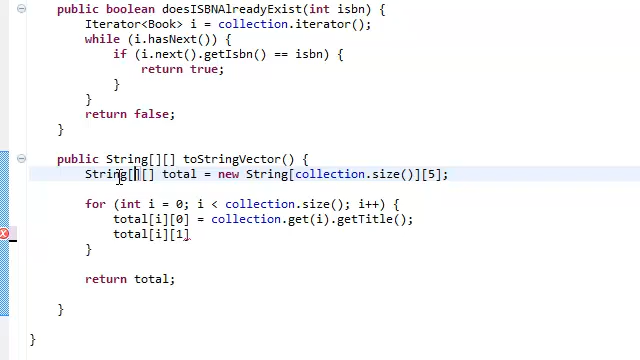 public boolean doesISBNAlreadyExist(int isbn) {
Iterator<Book> i = collection.iterator();
while (i.hasNext()) {
if (i.next().getIsbn() == isbn) {
return true;
}
}
return false;
}
public String[][] toStringVector() {
String[][] total = new String[collection.size()][5];
for (int i = 0; i < collection.size(); i++) {
total[i][0] = collection.get(i).getTitle();
total[i][1]
}
return total;
}
}